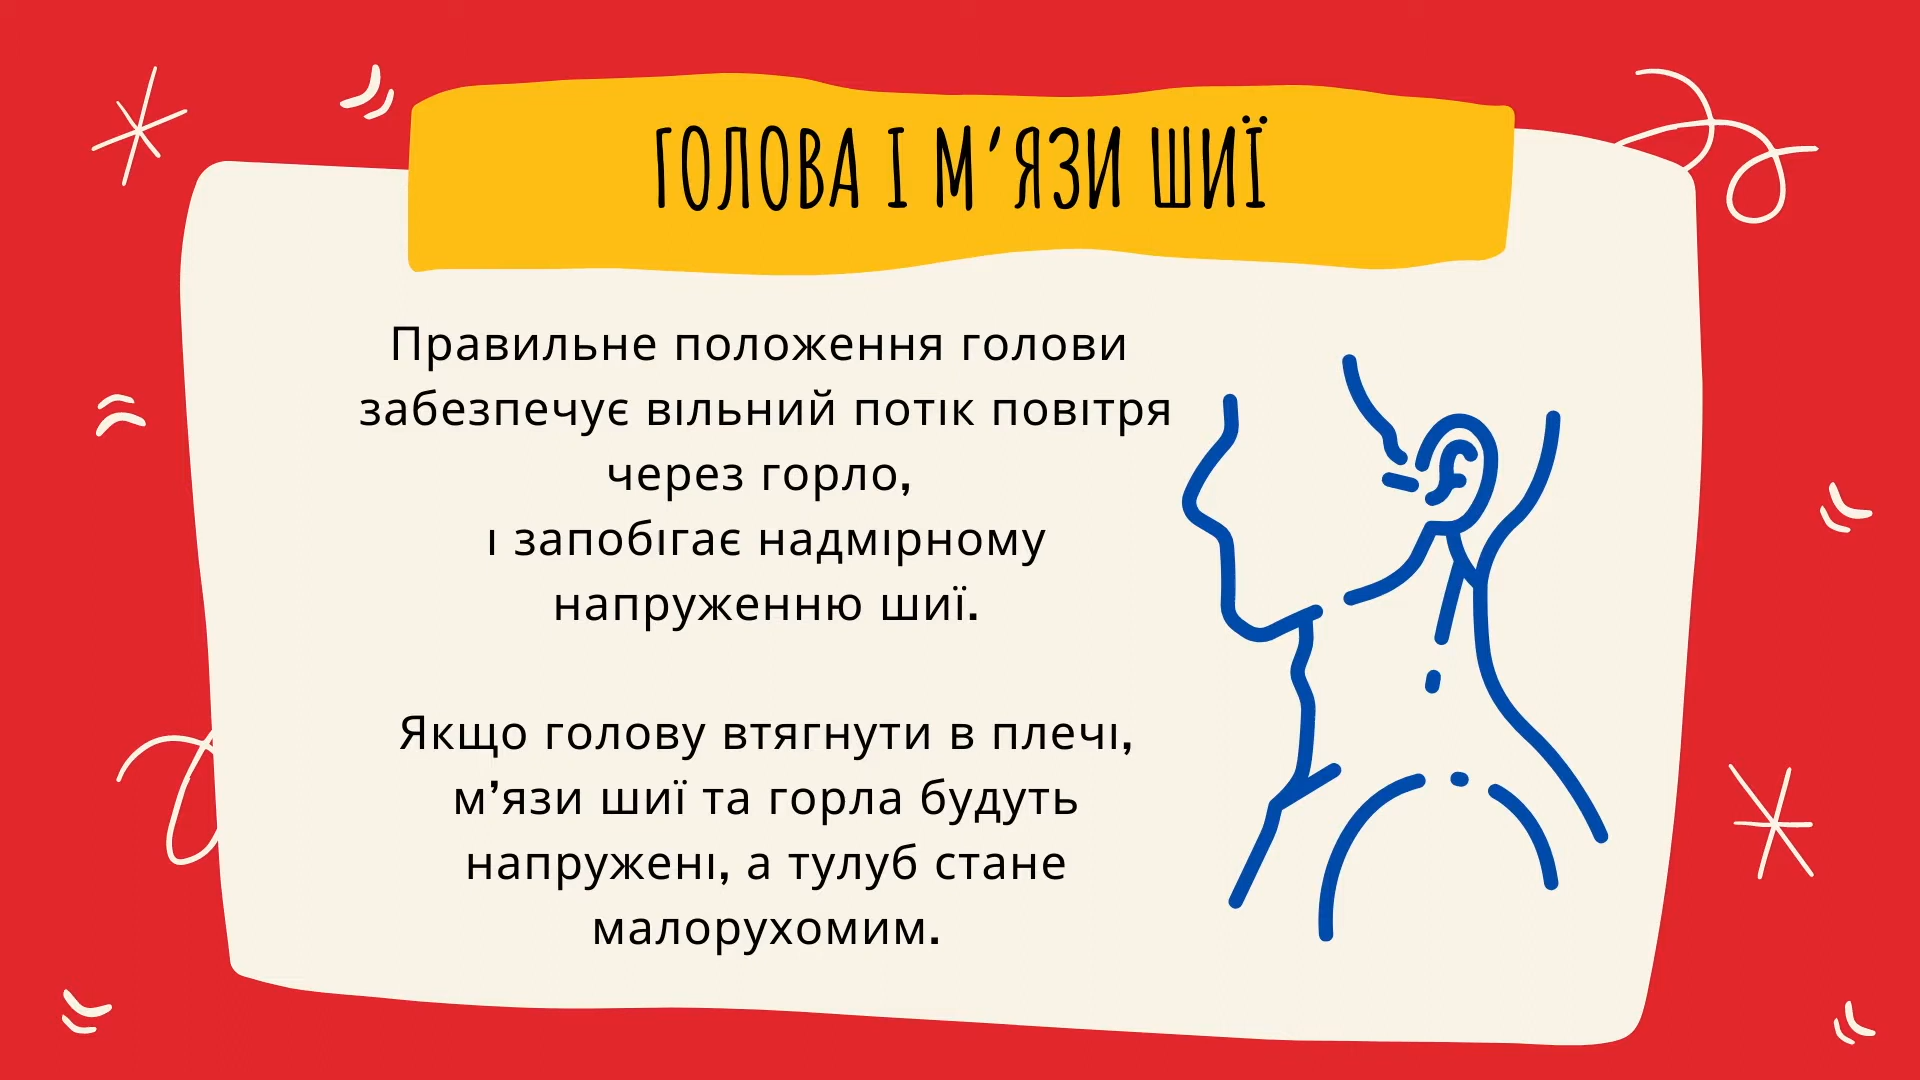 ГОЛОВА І М’ЯЗИ ШИЇ
Правильне положення голови
забезпечує вільний потік повітря
через горло,
і запобігає надмірному
напруженню шиї.
Якщо голову втягнути в плечі,
м’язи шиї та горла будуть
напружені, а тулуб стане
малорухомим.